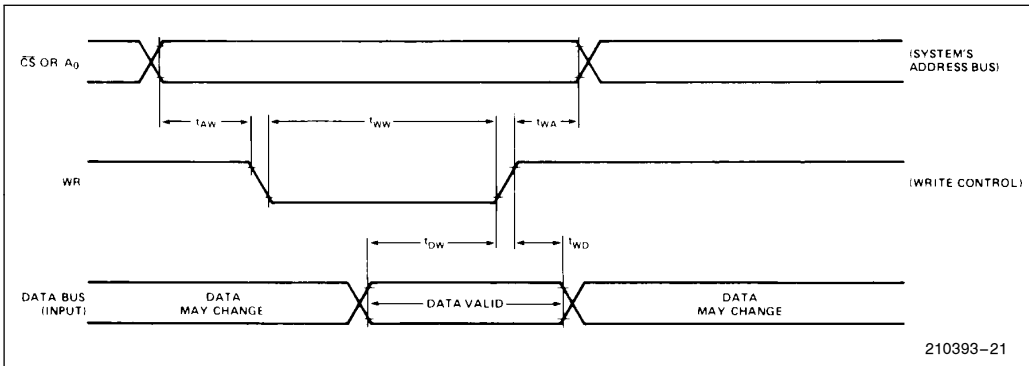 C̅S̅ OR A₀
(SYSTEM'S
ADDRESS BUS)
tAW
tWW
tWA
WR
(WRITE CONTROL)
tDW
tWD
DATA BUS
(INPUT)
DATA
MAY CHANGE
DATA VALID
DATA
MAY CHANGE
210393–21